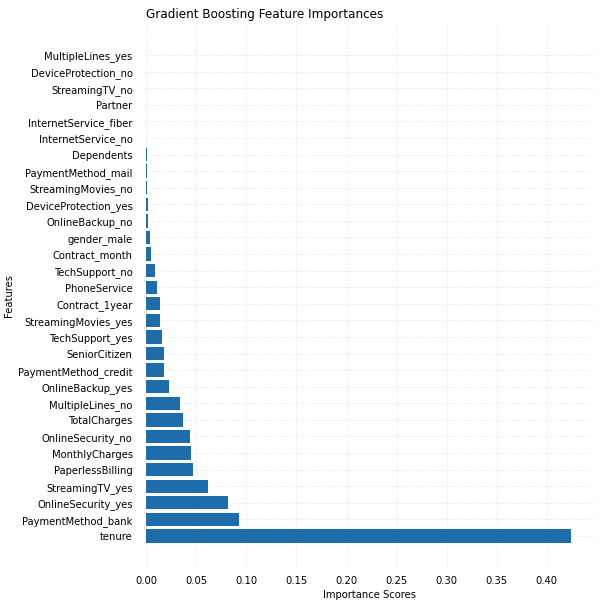 Gradient Boosting Feature Importances
MultipleLines_yes
DeviceProtection_no
StreamingTV_no
Partner
InternetService_fiber
InternetService_no
Dependents
PaymentMethod_mail
StreamingMovies_no
DeviceProtection_yes
OnlineBackup_no
gender_male
Contract_month
TechSupport_no
PhoneService
Contract_1year
StreamingMovies_yes
TechSupport_yes
SeniorCitizen
PaymentMethod_credit
OnlineBackup_yes
MultipleLines_no
TotalCharges
OnlineSecurity_no
MonthlyCharges
PaperlessBilling
StreamingTV_yes
OnlineSecurity_yes
PaymentMethod_bank
tenure
Features
0.00 0.05 0.10 0.15 0.20 0.25 0.30 0.35 0.40
Importance Scores